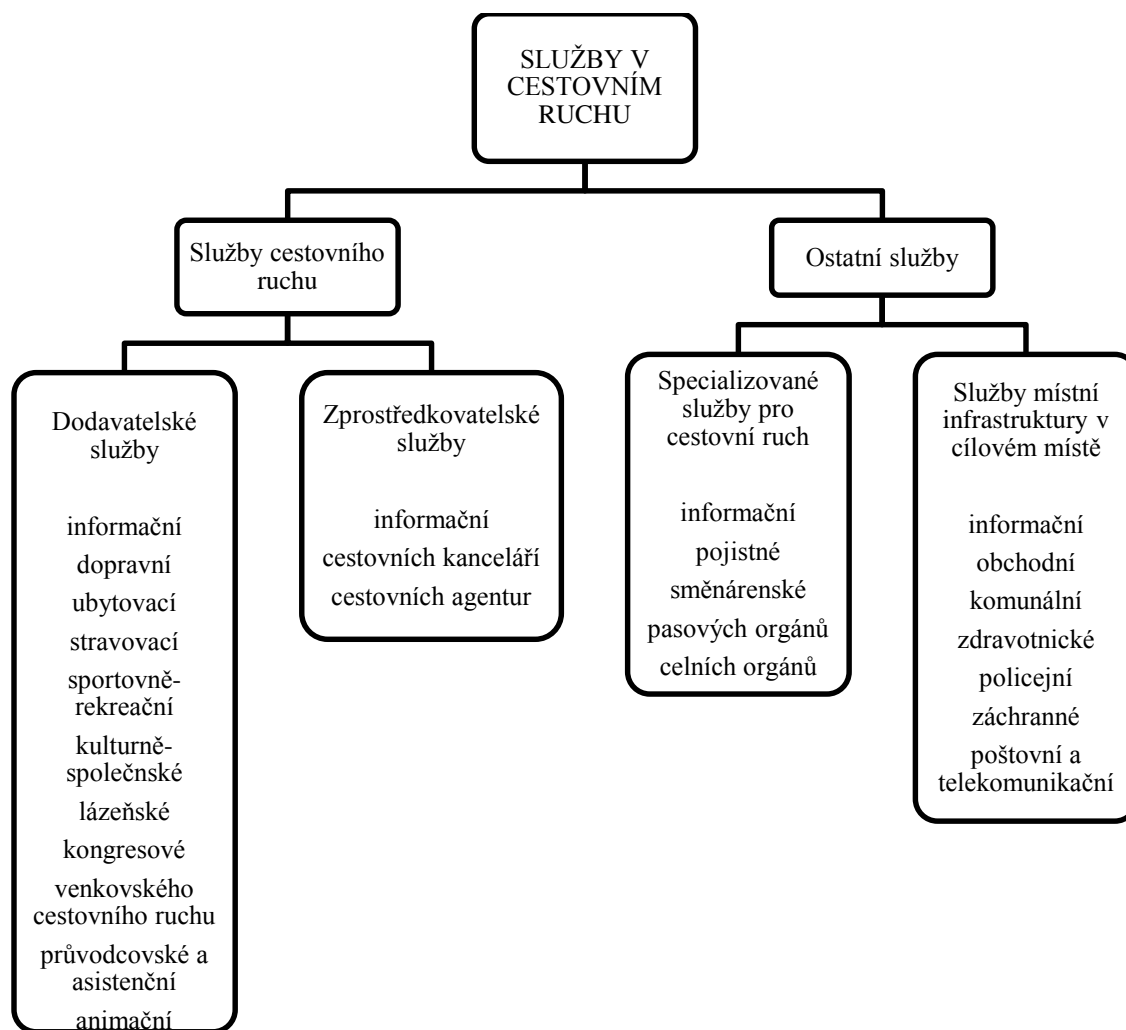 SLUŽBY V
CESTOVNÍM
RUCHU
Služby cestovního
ruchu
Ostatní služby
Dodavatelské
služby
informační
dopravní
ubytovací
stravovací
sportovně-
rekreační
kulturně-
společnské
lázeňské
kongresové
venkovského
cestovního ruchu
průvodcovské a
asistenční
animační
Zprostředkovatelské
služby
informační
cestovních kanceláří
cestovních agentur
Specializované
služby pro
cestovní ruch
informační
pojistné
směnárenské
pasových orgánů
celních orgánů
Služby místní
infrastruktury v
cílovém místě
informační
obchodní
komunální
zdravotnické
policejní
záchranné
poštovní a
telekomunikační